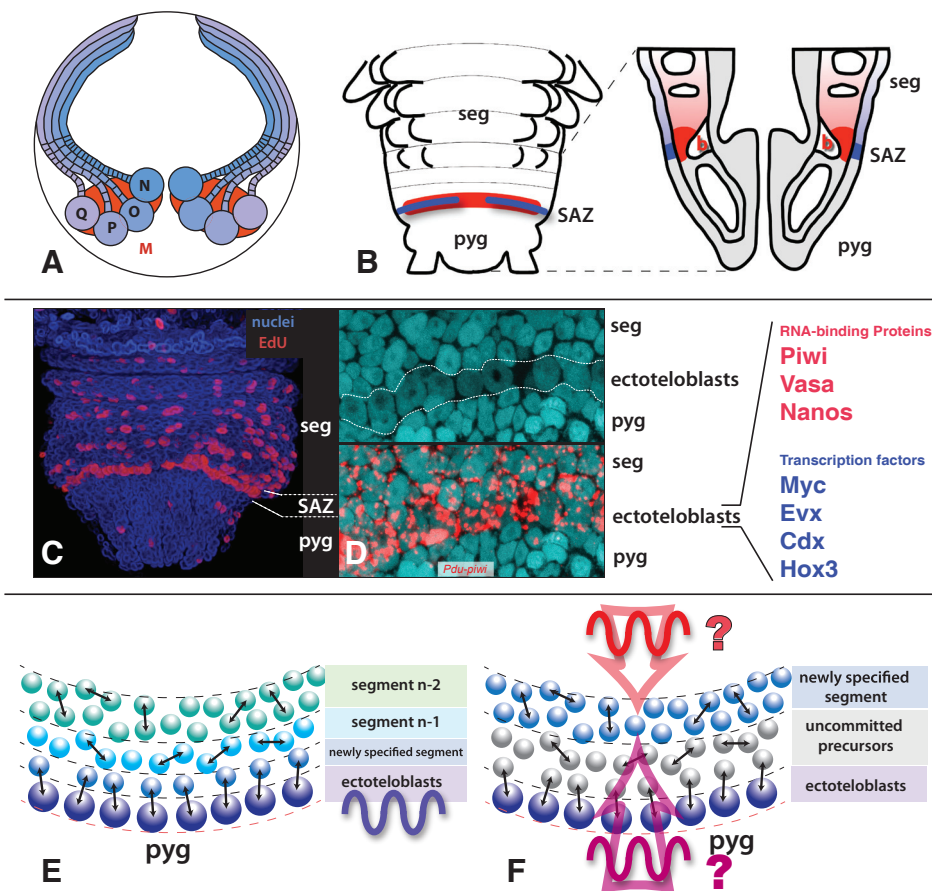 N
Q
O
P
M
A
seg
SAZ
pyg
B
b
b
seg
SAZ
pyg
nuclei
EdU
seg
SAZ
pyg
C
D
Pdu-piwi
seg
ectoteloblasts
pyg
seg
ectoteloblasts
pyg
RNA-binding Proteins
Piwi
Vasa
Nanos
Transcription factors
Myc
Evx
Cdx
Hox3
segment n-2
segment n-1
newly specified segment
ectoteloblasts
pyg
E
?
newly specified
segment
uncommitted
precursors
ectoteloblasts
pyg
?
F